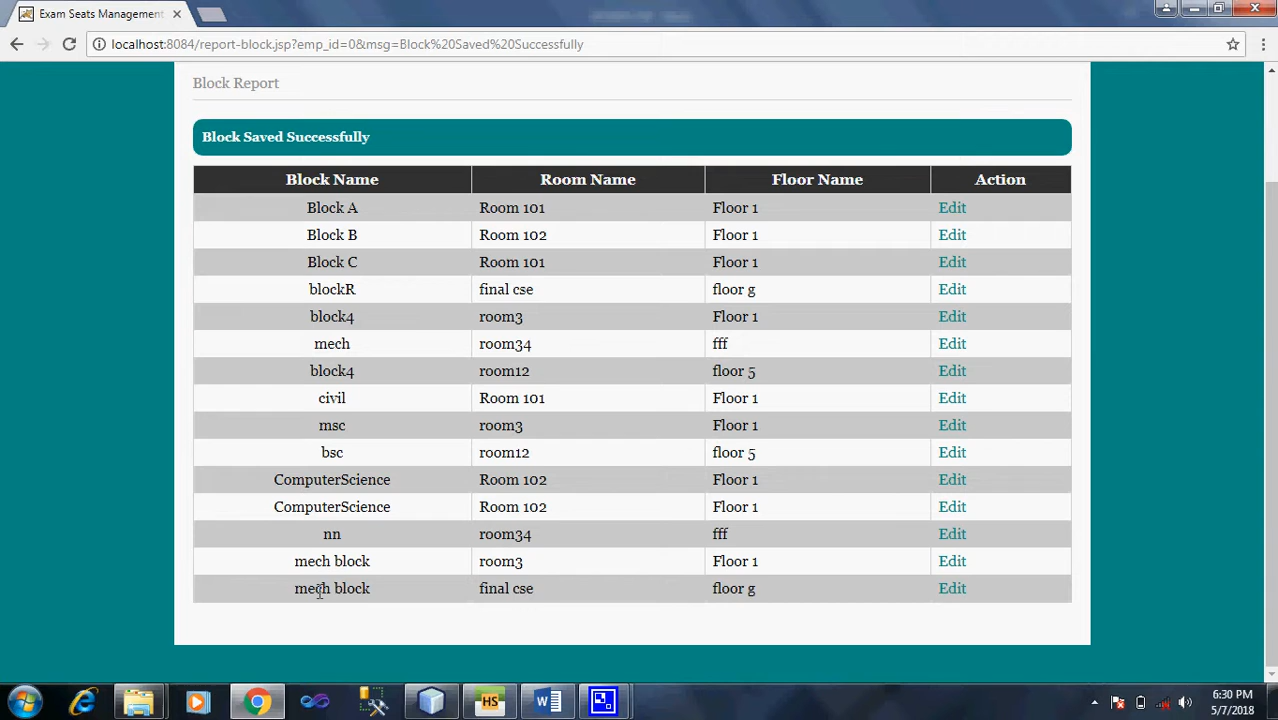 Exam Seats Management
localhost:8084/report-block.jsp?emp_id=0&msg=Block%20Saved%20Successfully
Block Report
Block Saved Successfully
Block Name Room Name Floor Name Action
Block A Room 101 Floor 1 Edit
Block B Room 102 Floor 1 Edit
Block C Room 101 Floor 1 Edit
blockR final cse floor g Edit
block4 room3 Floor 1 Edit
mech room34 fff Edit
block4 room12 floor 5 Edit
civil Room 101 Floor 1 Edit
msc room3 Floor 1 Edit
bsc room12 floor 5 Edit
ComputerScience Room 102 Floor 1 Edit
ComputerScience Room 102 Floor 1 Edit
nn room34 fff Edit
mech block room3 Floor 1 Edit
mech block final cse floor g Edit
HS
6:30 PM
5/7/2018